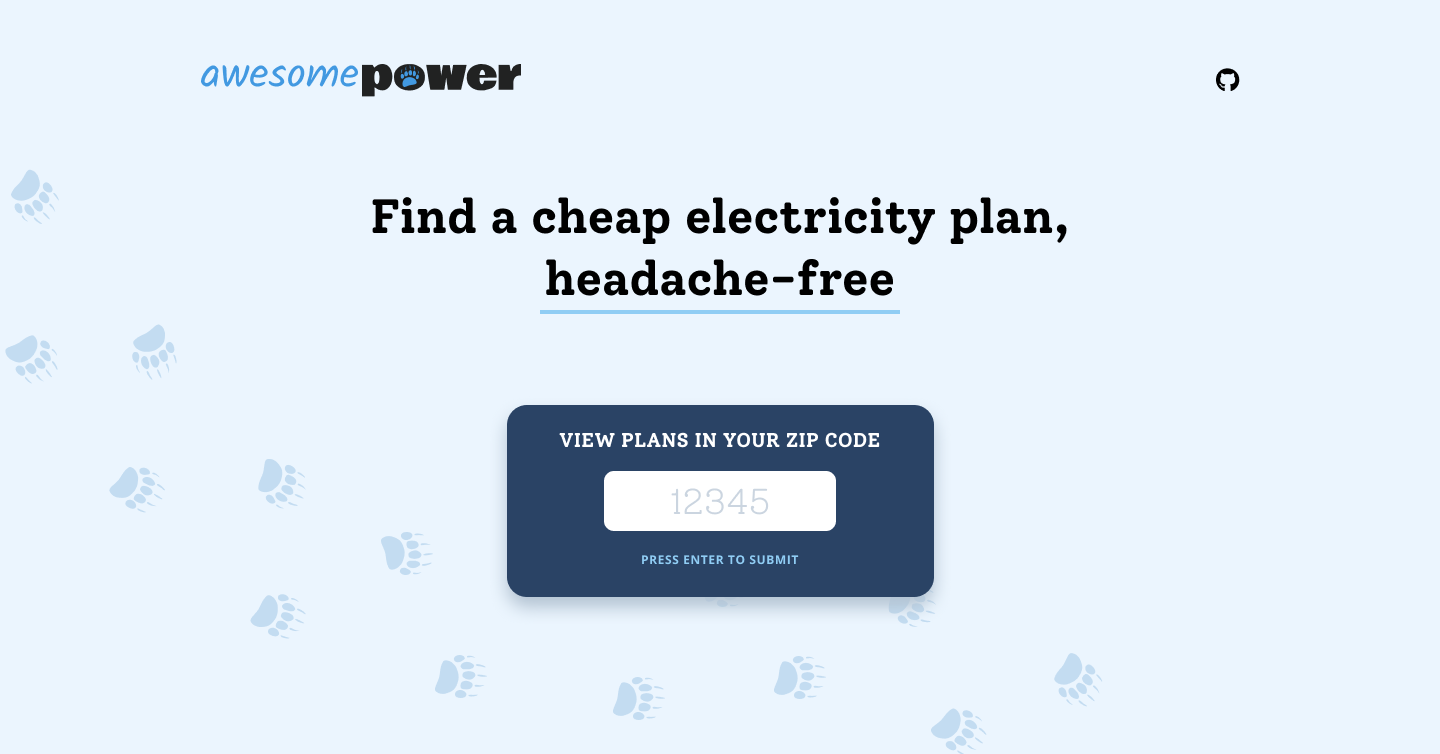 awesomepower
Find a cheap electricity plan,
headache-free
VIEW PLANS IN YOUR ZIP CODE
12345
PRESS ENTER TO SUBMIT